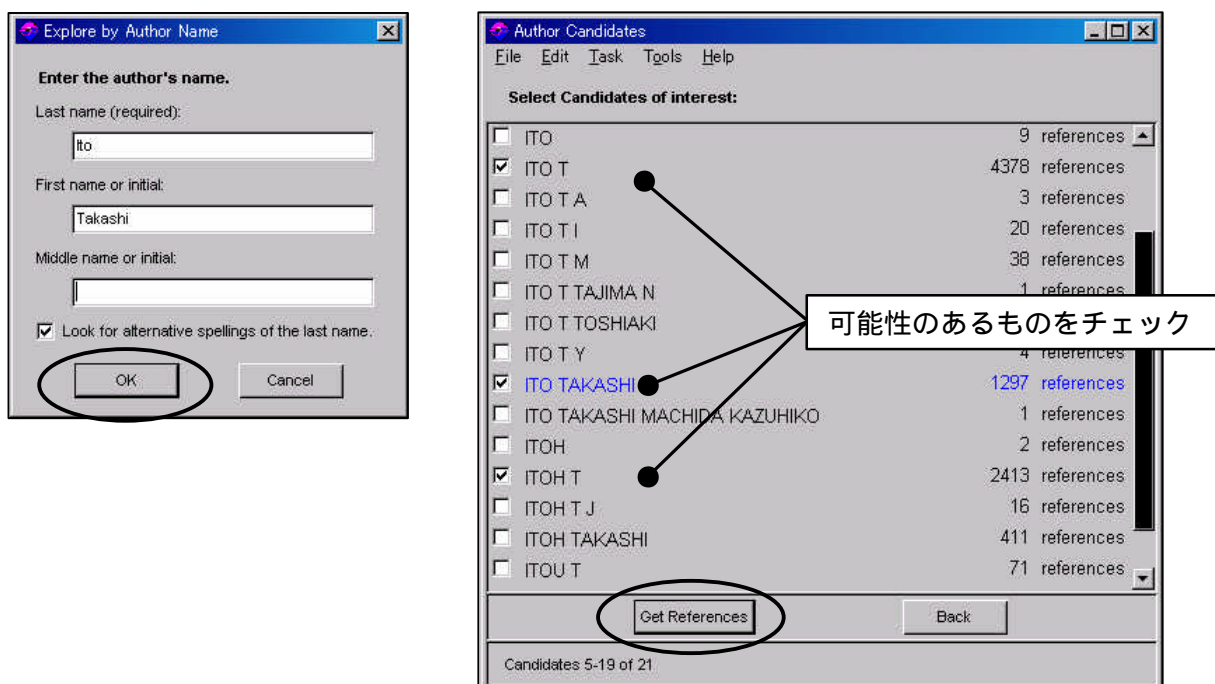 Explore by Author Name
Enter the author's name.
Last name (required):
Ito
First name or initial:
Takashi
Middle name or initial:
Look for alternative spellings of the last name.
OK Cancel
Author Candidates
File Edit Task Tools Help
Select Candidates of interest:
ITO 9 references
ITO T 4378 references
ITO T A 3 references
ITO T I 20 references
ITO T M 38 references
ITO T TAJIMA N 1 references
ITO T TOSHIAKI
可能性のあるものをチェック
ITO T Y 4 references
ITO TAKASHI 1297 references
ITO TAKASHI MACHIDA KAZUHIKO 1 references
ITOH 2 references
ITOH T 2413 references
ITOH T J 16 references
ITOH TAKASHI 411 references
ITOU T 71 references
Get References Back
Candidates 5-19 of 21